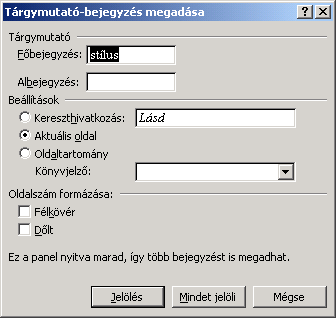 Tárgymutató-bejegyzés megadása
Tárgymutató
Főbejegyzés: stílus
Albejegyzés:
Beállítások
Kereszthivatkozás: Lásd
Aktuális oldal
Oldaltartomány
Könyvjelző:
Oldalszám formázása:
Félkövér
Dőlt
Ez a panel nyitva marad, így több bejegyzést is megadhat.
Jelölés Mindet jelöli Mégse